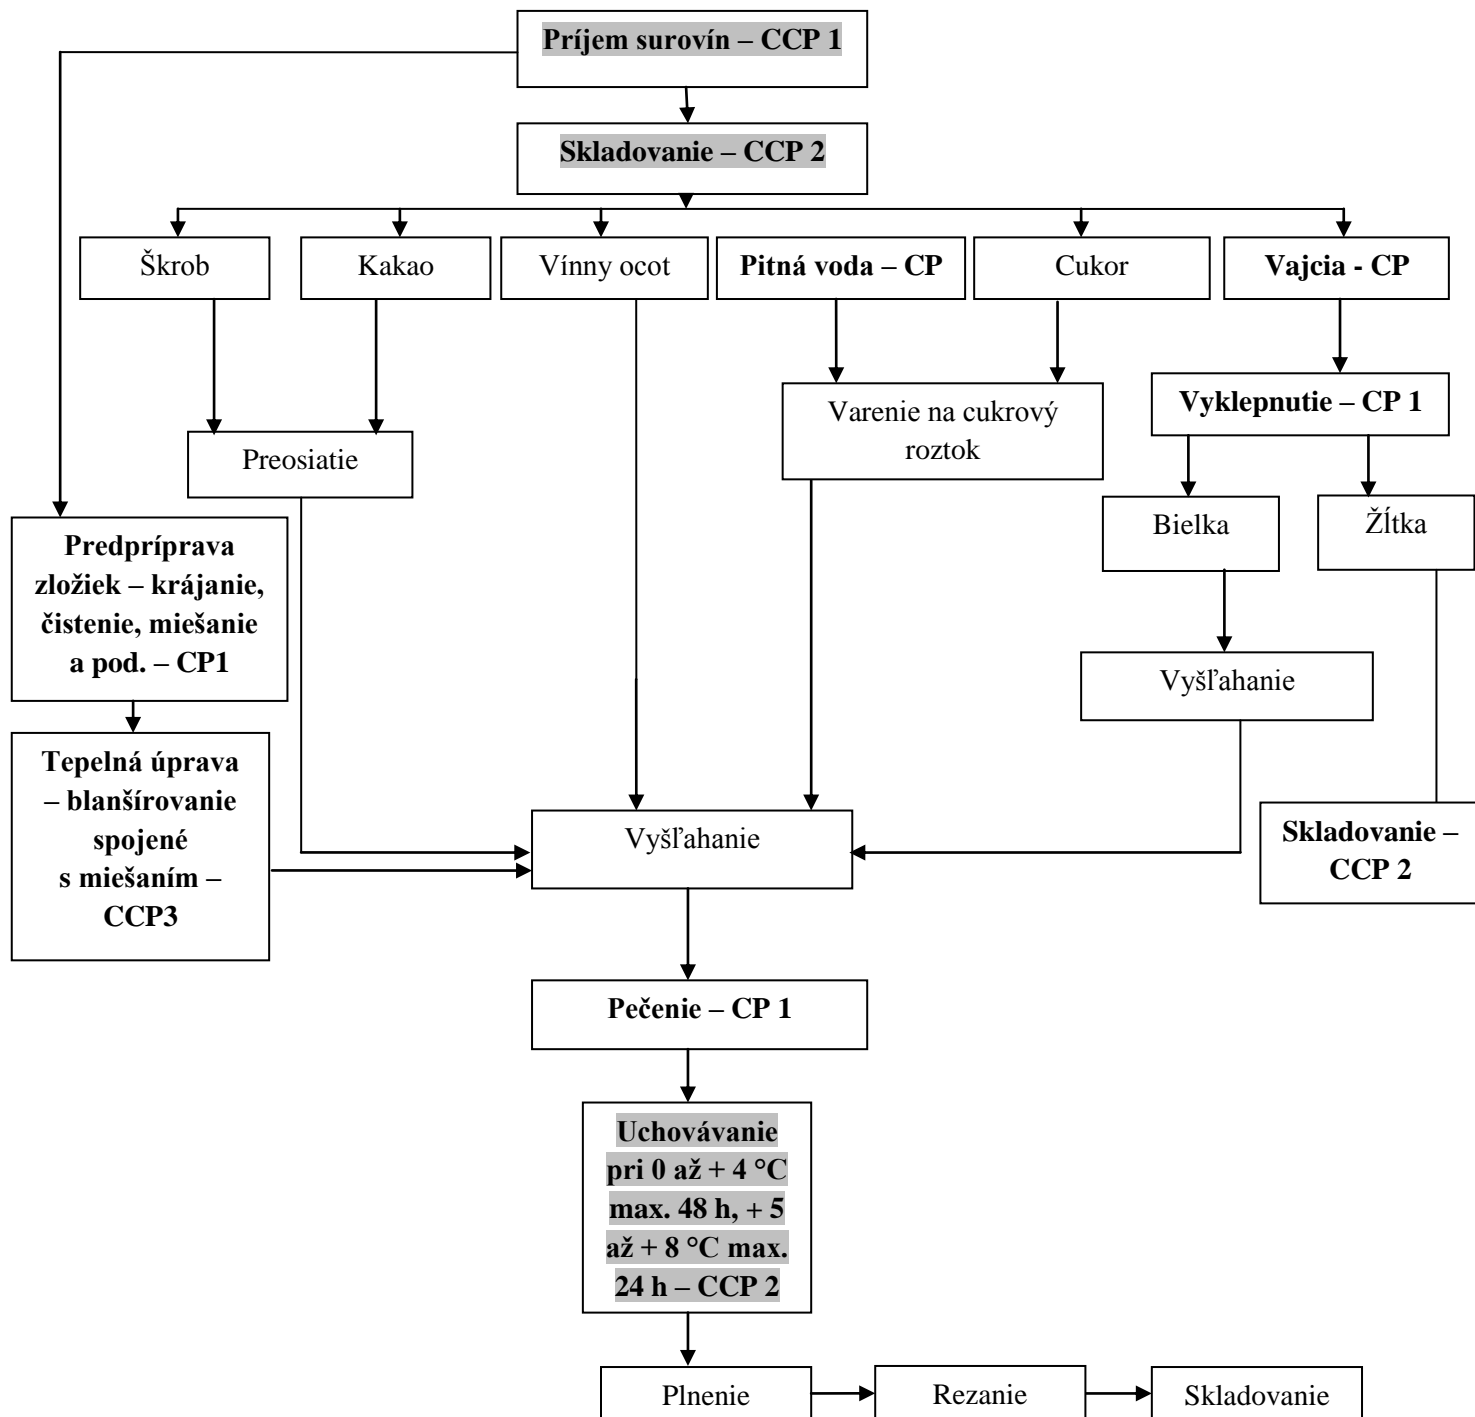 Príjem surovín – CCP 1
Skladovanie – CCP 2
Škrob
Kakao
Vínny ocot
Pitná voda – CP
Cukor
Vajcia - CP
Varenie na cukrový
roztok
Vyklepnutie – CP 1
Preosiatie
Bielka
Žĺtka
Predpríprava
zložiek – krájanie,
čistenie, miešanie
a pod. – CP1
Vyšľahanie
Tepelná úprava
– blanšírovanie
spojené
s miešaním –
CCP3
Vyšľahanie
Skladovanie –
CCP 2
Pečenie – CP 1
Uchovávanie
pri 0 až + 4 °C
max. 48 h, + 5
až + 8 °C max.
24 h – CCP 2
Plnenie
Rezanie
Skladovanie